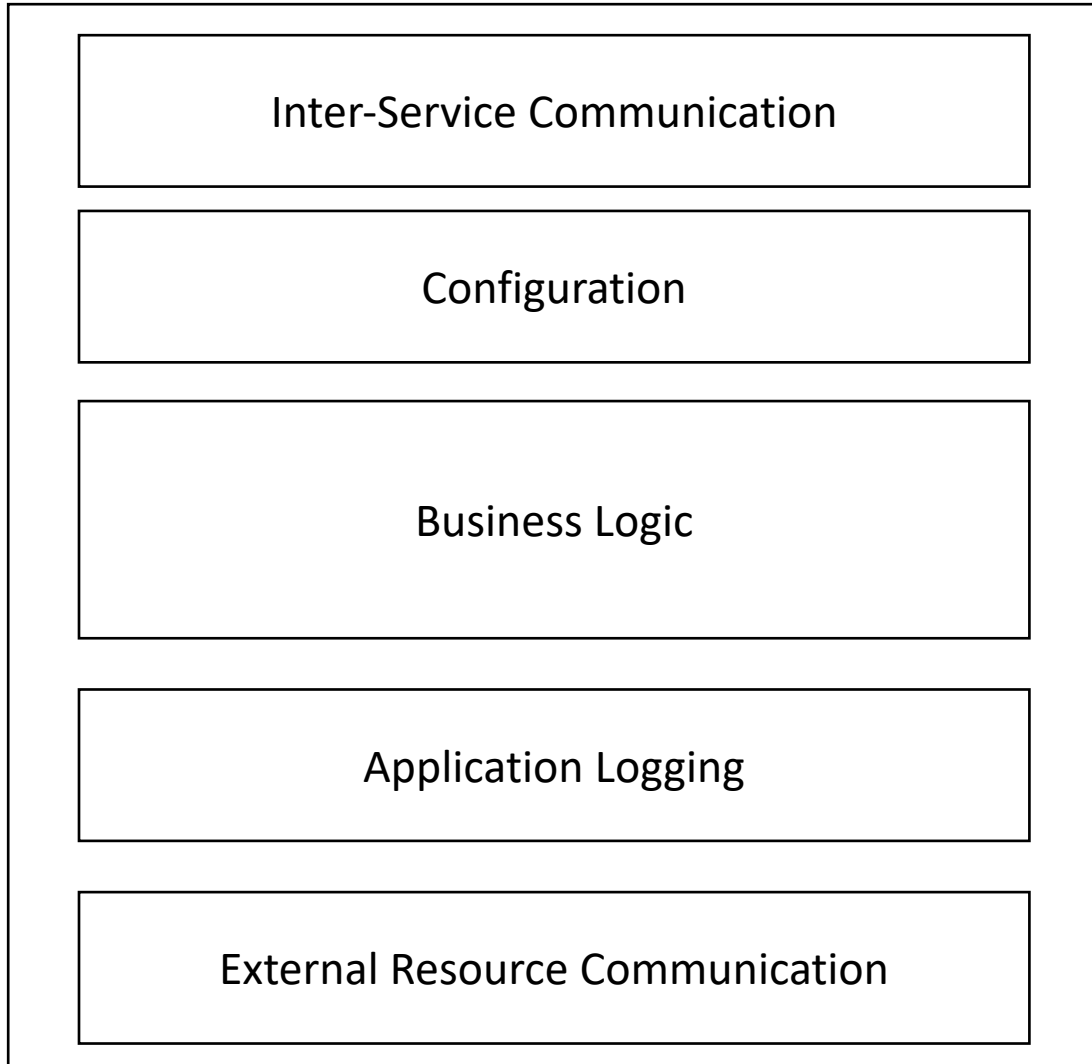 Inter-Service Communication
Configuration
Business Logic
Application Logging
External Resource Communication